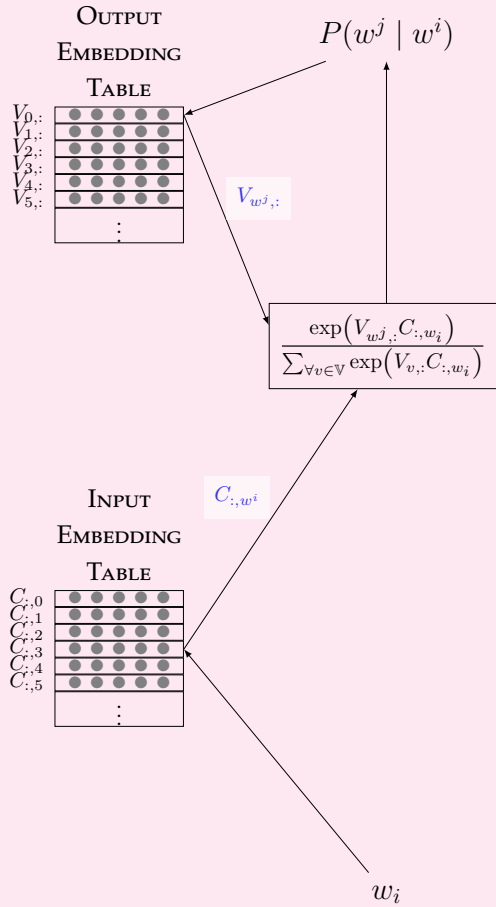 OUTPUT
EMBEDDING
TABLE
P(w^j | w^i)
V_{0,:}
V_{1,:}
V_{2,:}
V_{3,:}
V_{4,:}
V_{5,:}
⋮
V_{w^j,:}
exp(V_{w^j,:}C_{:,w_i})
∑_{∀v∈𝕍} exp(V_{v,:}C_{:,w_i})
C_{:,w^i}
INPUT
EMBEDDING
TABLE
C_{:,0}
C_{:,1}
C_{:,2}
C_{:,3}
C_{:,4}
C_{:,5}
⋮
w_i